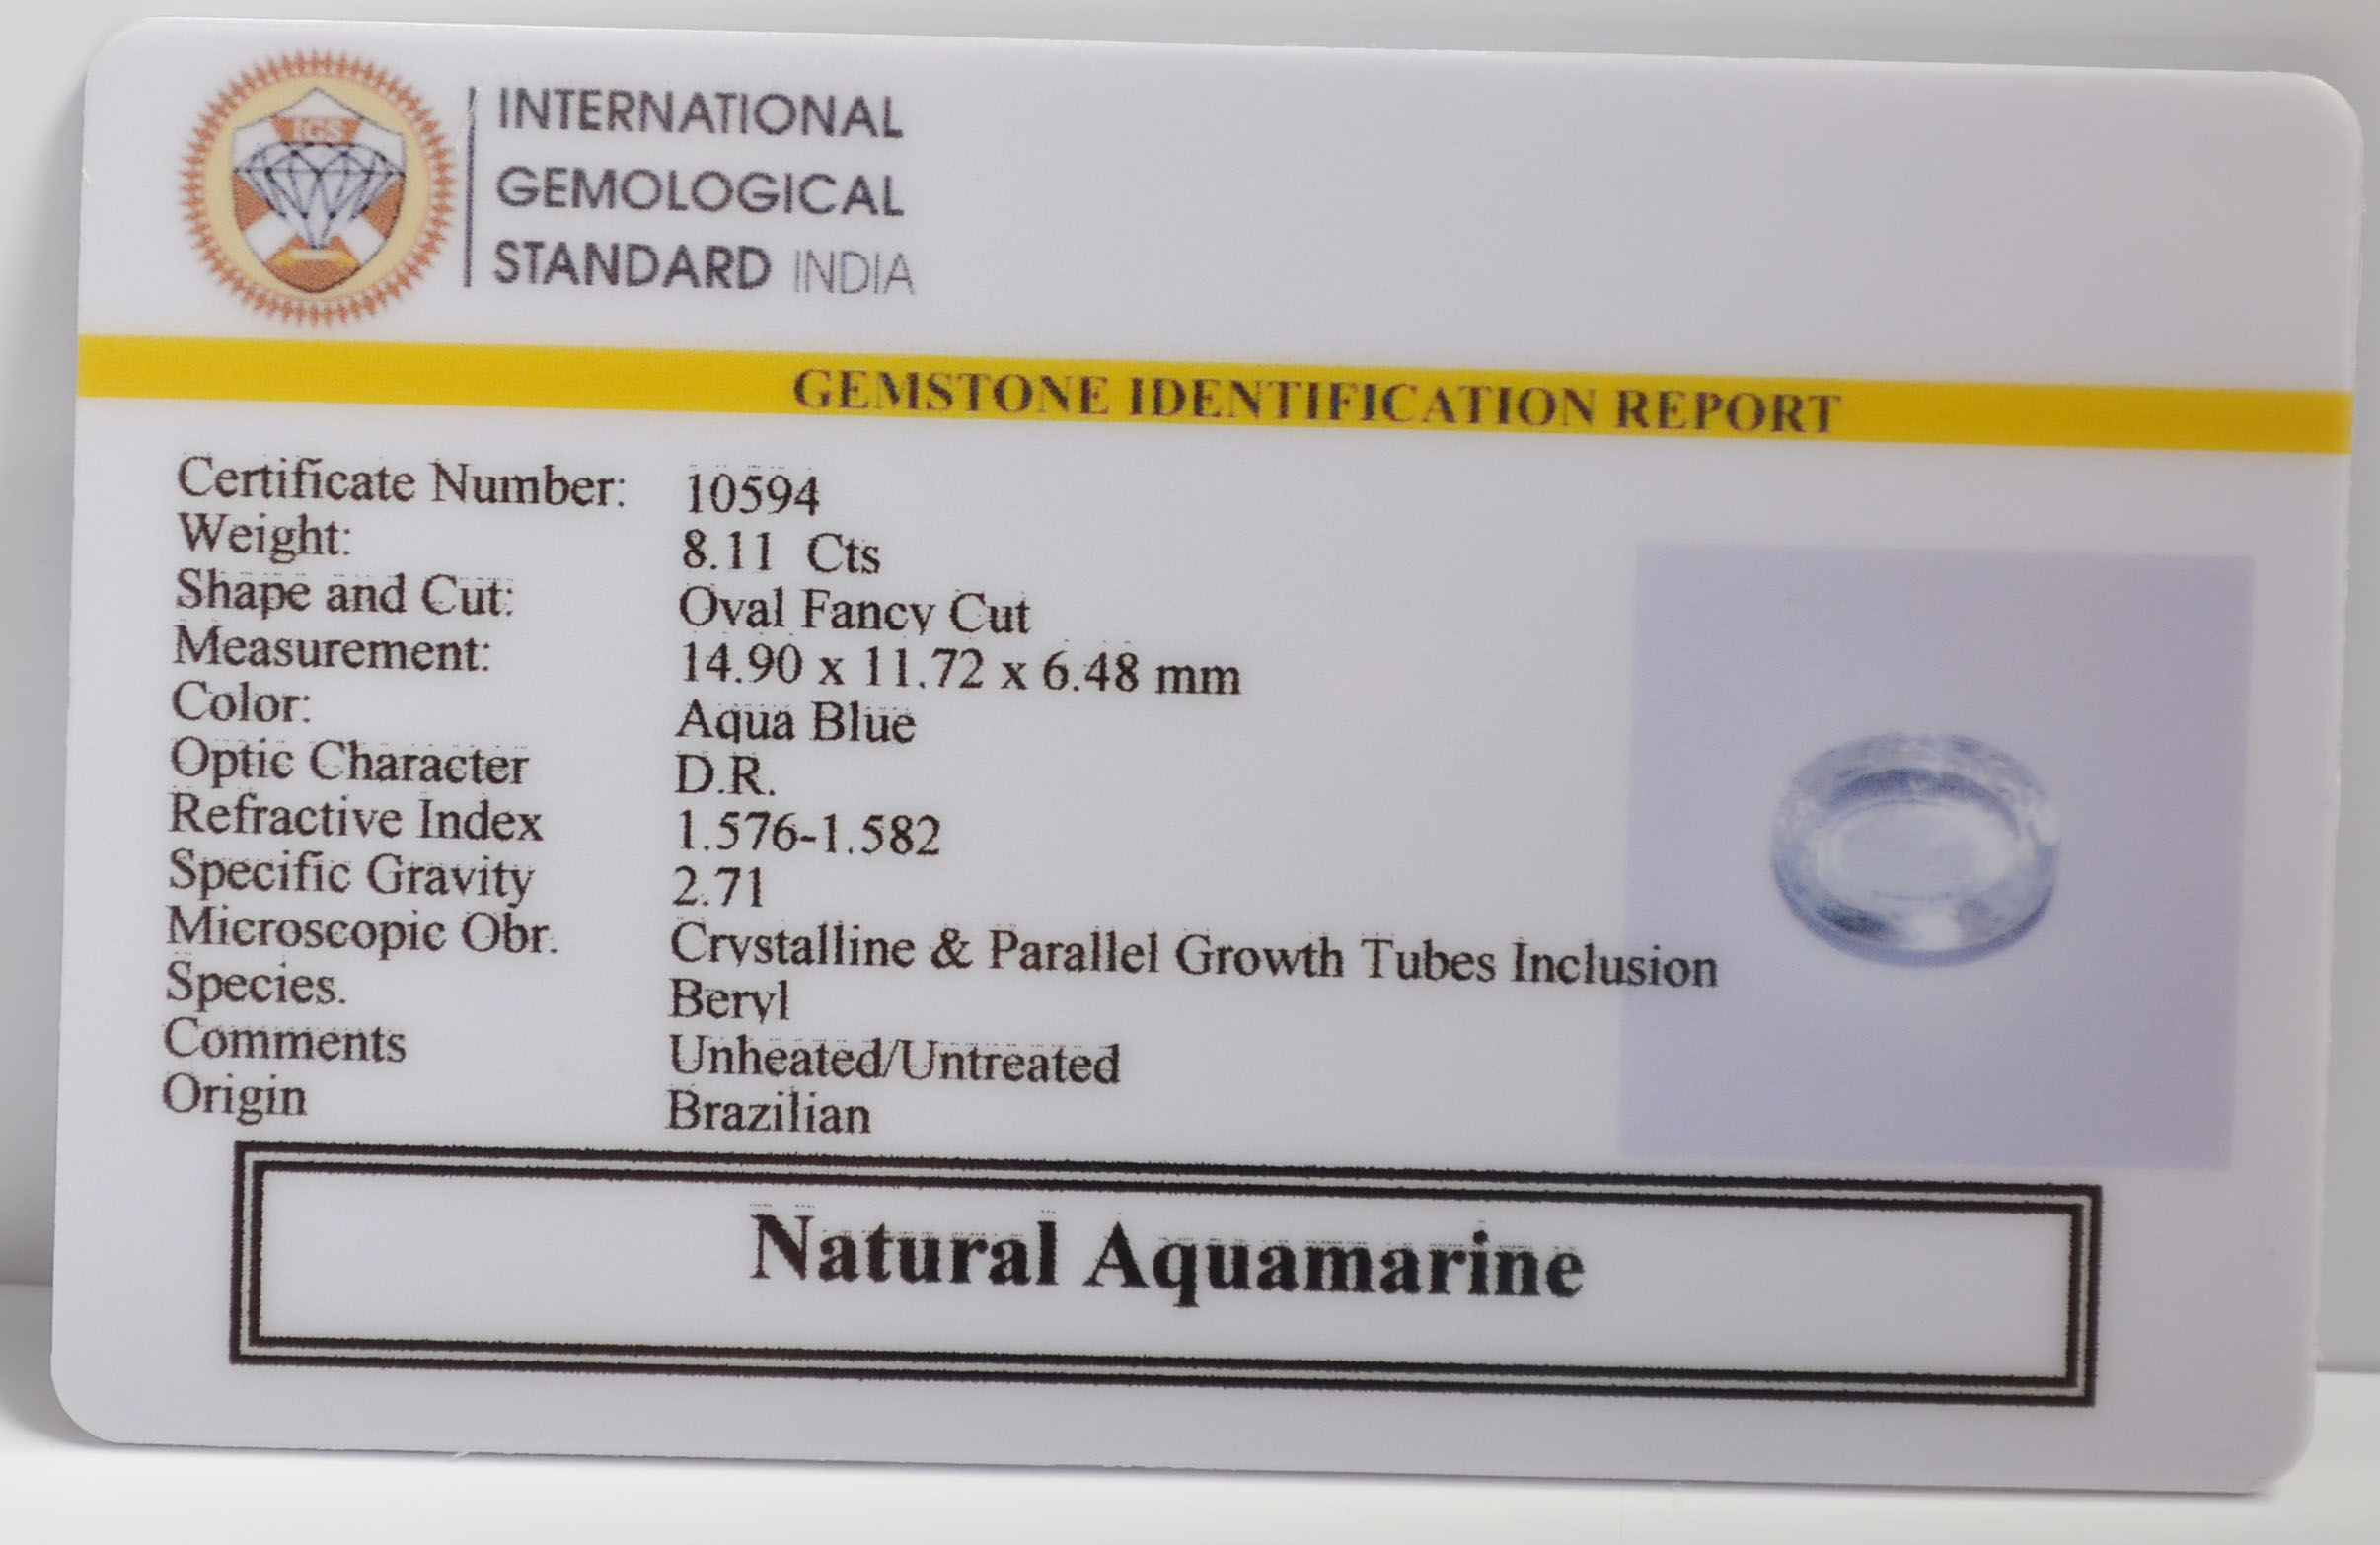 IGS
INTERNATIONAL
GEMOLOGICAL
STANDARD INDIA
GEMSTONE IDENTIFICATION REPORT
Certificate Number: 10594
Weight: 8.11 Cts
Shape and Cut: Oval Fancy Cut
Measurement: 14.90 x 11.72 x 6.48 mm
Color: Aqua Blue
Optic Character D.R.
Refractive Index 1.576-1.582
Specific Gravity 2.71
Microscopic Obr. Crystalline & Parallel Growth Tubes Inclusion
Species. Beryl
Comments Unheated/Untreated
Origin Brazilian
Natural Aquamarine